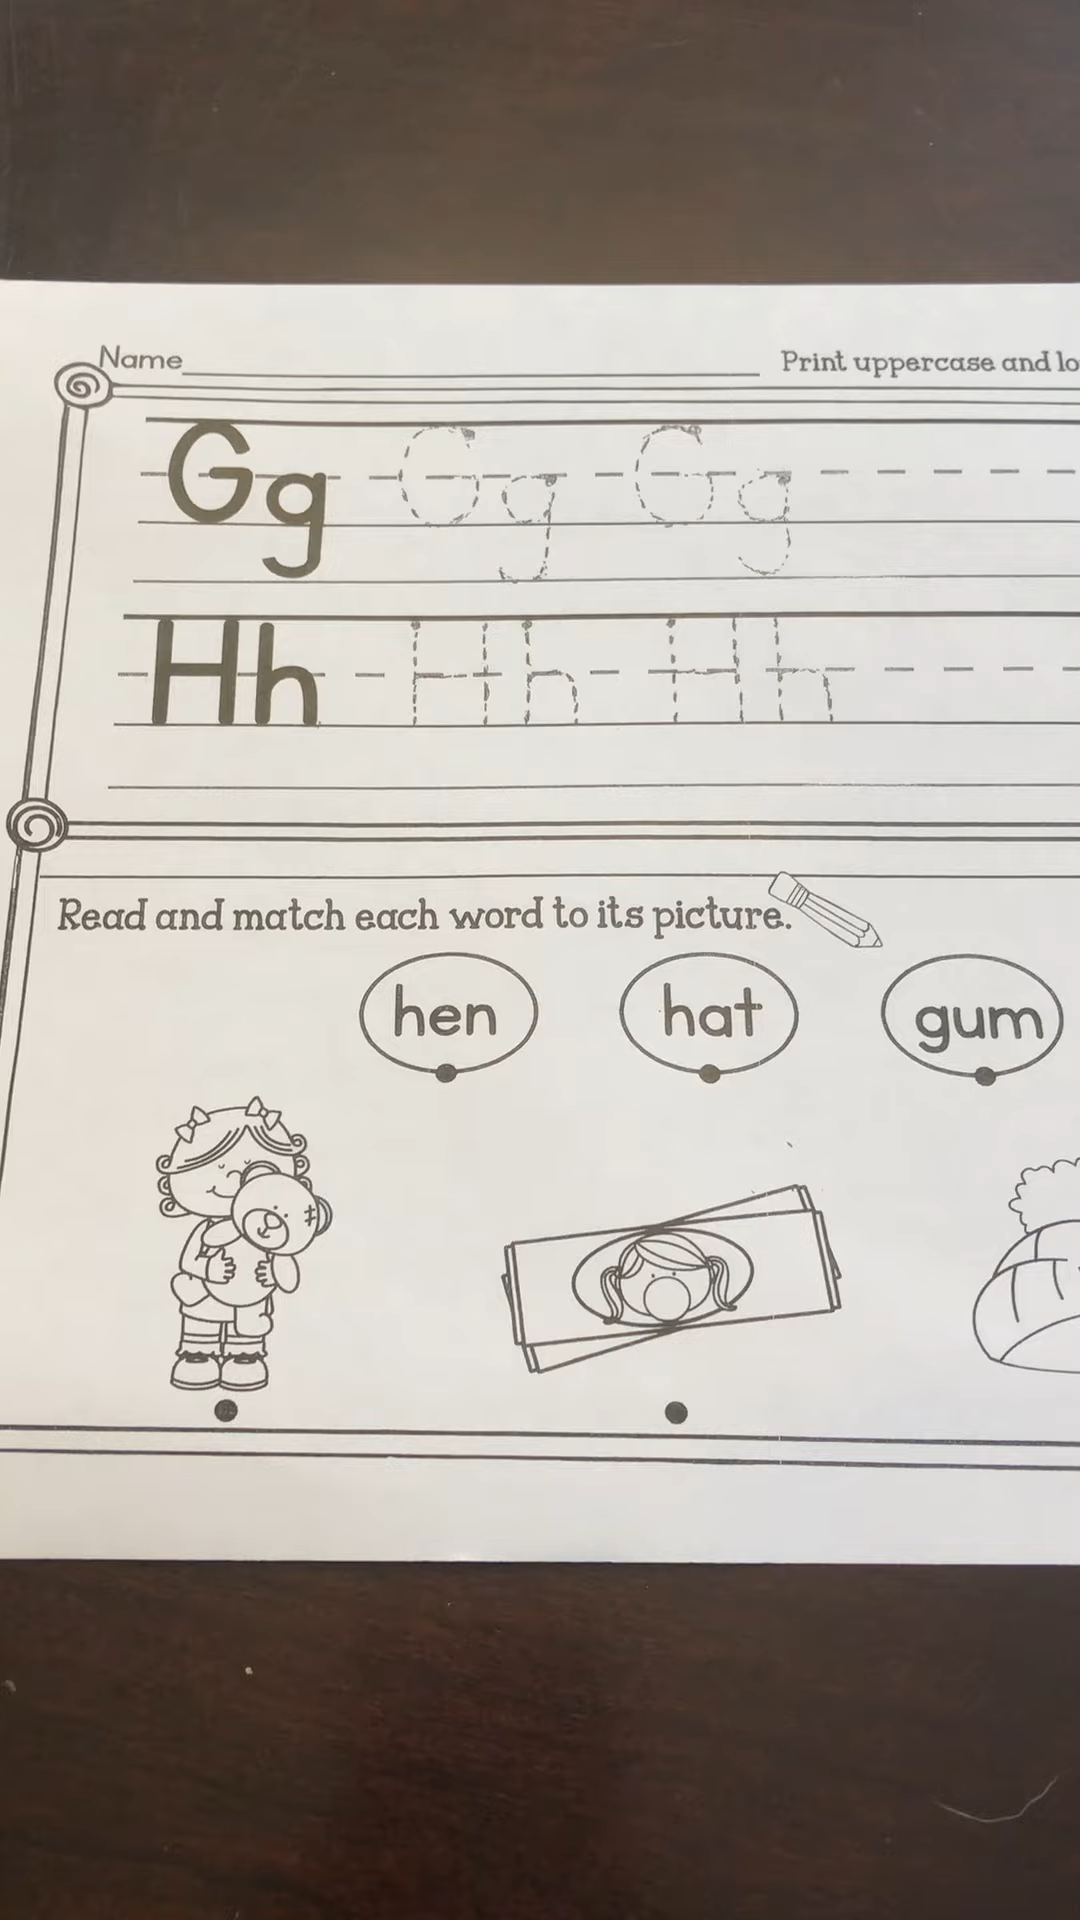 Name Print uppercase and lo
Gg Gg Gg
Hh Hh Hh
Read and match each word to its picture.
hen hat gum